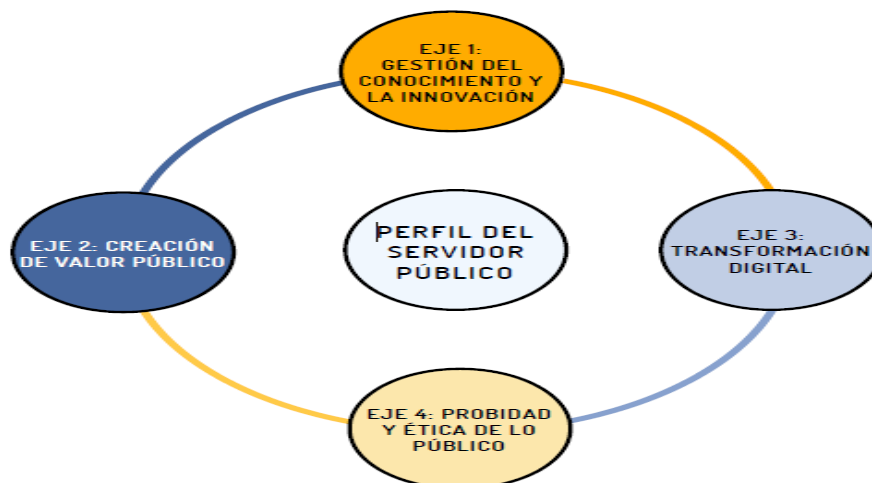 EJE 1:
GESTIÓN DEL
CONOCIMIENTO Y
LA INNOVACIÓN
EJE 2: CREACIÓN
DE VALOR PÚBLICO
PERFIL DEL
SERVIDOR
PÚBLICO
EJE 3:
TRANSFORMACIÓN
DIGITAL
EJE 4: PROBIDAD
Y ÉTICA DE LO
PÚBLICO